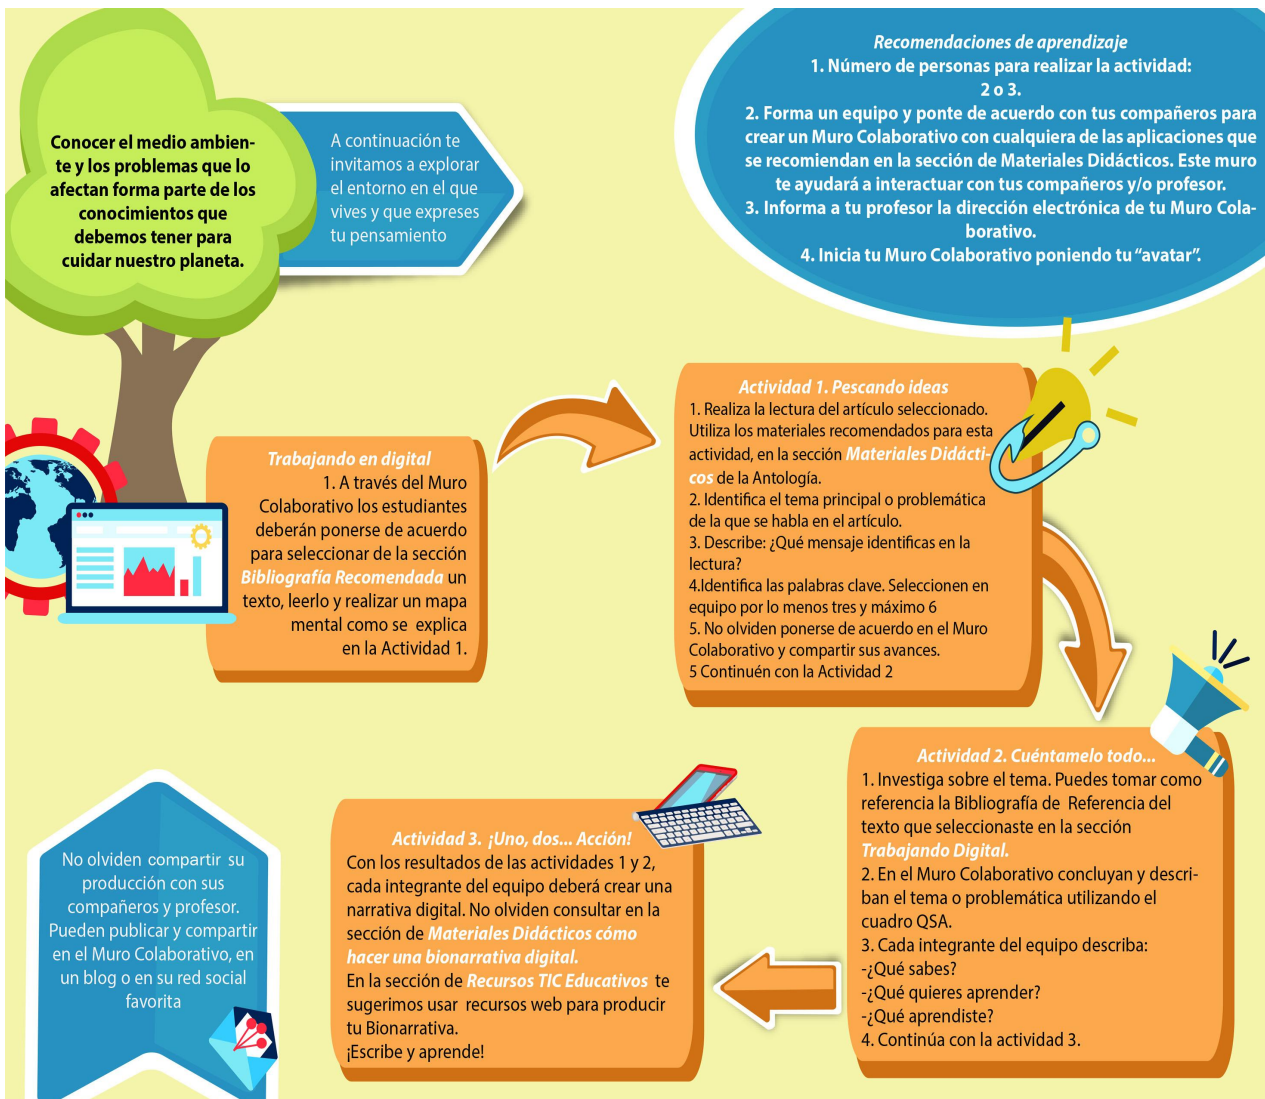 Conocer el medio ambien-
te y los problemas que lo
afectan forma parte de los
conocimientos que
debemos tener para
cuidar nuestro planeta.
A continuación te
invitamos a explorar
el entorno en el que
vives y que expreses
tu pensamiento
Recomendaciones de aprendizaje
1. Número de personas para realizar la actividad:
2 o 3.
2. Forma un equipo y ponte de acuerdo con tus compañeros para
crear un Muro Colaborativo con cualquiera de las aplicaciones que
se recomiendan en la sección de Materiales Didácticos. Este muro
te ayudará a interactuar con tus compañeros y/o profesor.
3. Informa a tu profesor la dirección electrónica de tu Muro Cola-
borativo.
4. Inicia tu Muro Colaborativo poniendo tu “avatar”.
Trabajando en digital
1. A través del Muro
Colaborativo los estudiantes
deberán ponerse de acuerdo
para seleccionar de la sección
Bibliografía Recomendada un
texto, leerlo y realizar un mapa
mental como se explica
en la Actividad 1.
Actividad 1. Pescando ideas
1. Realiza la lectura del artículo seleccionado.
Utiliza los materiales recomendados para esta
actividad, en la sección Materiales Didácti-
cos de la Antología.
2. Identifica el tema principal o problemática
de la que se habla en el artículo.
3. Describe: ¿Qué mensaje identificas en la
lectura?
4.Identifica las palabras clave. Seleccionen en
equipo por lo menos tres y máximo 6
5. No olviden ponerse de acuerdo en el Muro
Colaborativo y compartir sus avances.
5 Continuén con la Actividad 2
Actividad 2. Cuéntamelo todo...
1. Investiga sobre el tema. Puedes tomar como
referencia la Bibliografía de Referencia del
texto que seleccionaste en la sección
Trabajando Digital.
2. En el Muro Colaborativo concluyan y descri-
ban el tema o problemática utilizando el
cuadro QSA.
3. Cada integrante del equipo describa:
-¿Qué sabes?
-¿Qué quieres aprender?
-¿Qué aprendiste?
4. Continúa con la actividad 3.
Actividad 3. ¡Uno, dos... Acción!
Con los resultados de las actividades 1 y 2,
cada integrante del equipo deberá crear una
narrativa digital. No olviden consultar en la
sección de Materiales Didácticos cómo
hacer una bionarrativa digital.
En la sección de Recursos TIC Educativos te
sugerimos usar recursos web para producir
tu Bionarrativa.
¡Escribe y aprende!
No olviden compartir su
producción con sus
compañeros y profesor.
Pueden publicar y compartir
en el Muro Colaborativo, en
un blog o en su red social
favorita